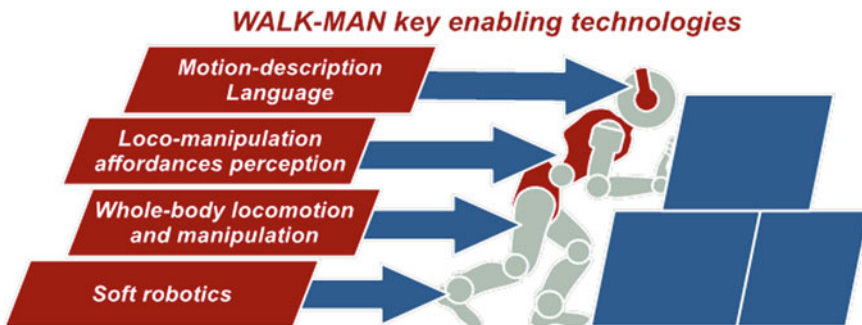 WALK-MAN key enabling technologies
Motion-description
Language
Loco-manipulation
affordances perception
Whole-body locomotion
and manipulation
Soft robotics